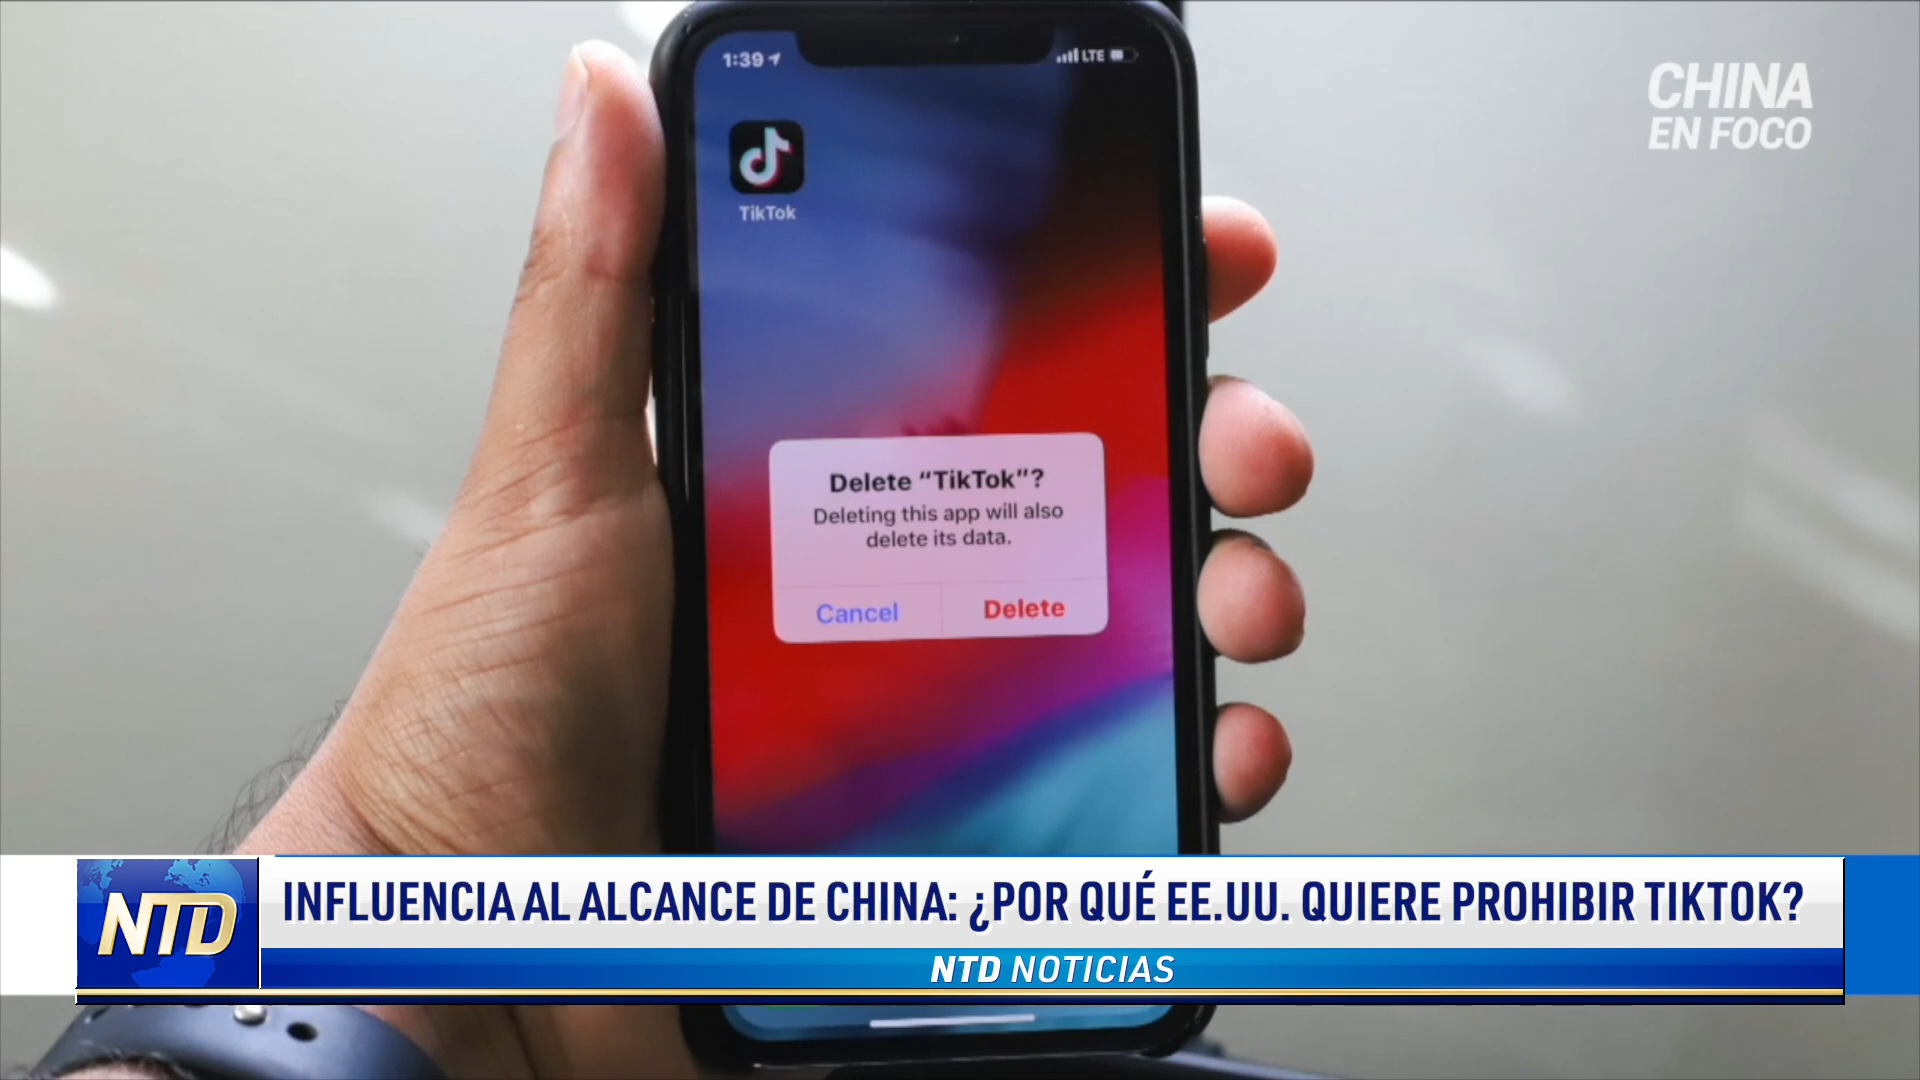 1:39
LTE
CHINA
EN FOCO
TikTok
Delete “TikTok”?
Deleting this app will also
delete its data.
Cancel
Delete
NTD
INFLUENCIA AL ALCANCE DE CHINA: ¿POR QUÉ EE.UU. QUIERE PROHIBIR TIKTOK?
NTD NOTICIAS